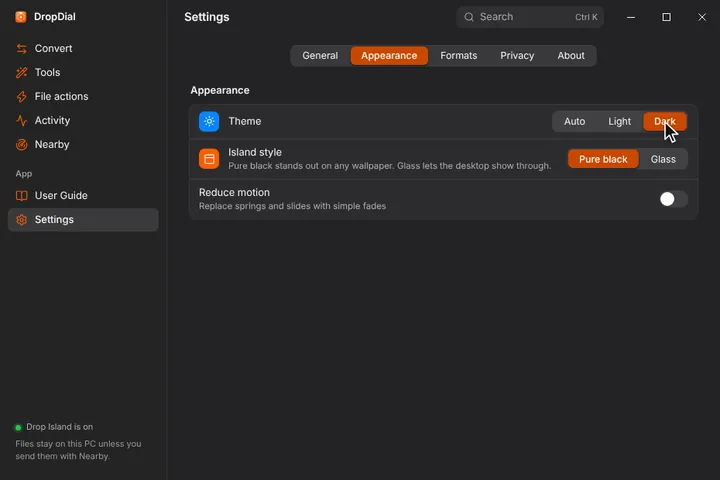 DropDial
Settings
Search
Ctrl K
Convert
Tools
File actions
Activity
Nearby
App
User Guide
Settings
General
Appearance
Formats
Privacy
About
Appearance
Theme
Auto
Light
Dark
Island style
Pure black stands out on any wallpaper. Glass lets the desktop show through.
Pure black
Glass
Reduce motion
Replace springs and slides with simple fades
Drop Island is on
Files stay on this PC unless you
send them with Nearby.